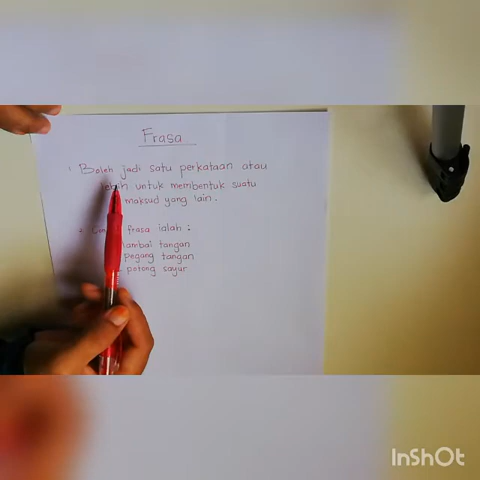 Frasa
: Boleh jadi satu perkataan atau
lebih untuk membentuk suatu
maksud yang lain.
frasa ialah :
lambai tangan
pegang tangan
potong sayur
InShOt